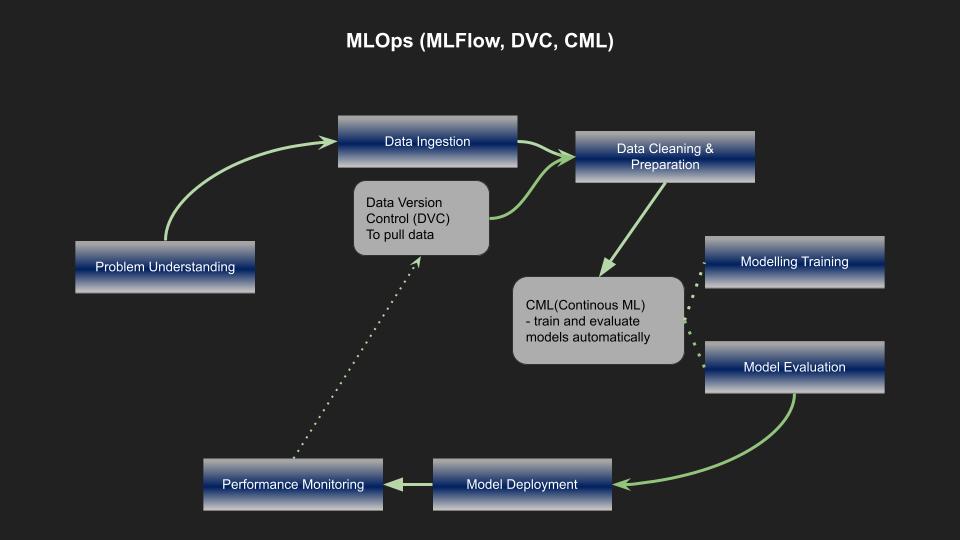 MLOps (MLFlow, DVC, CML)
Data Ingestion
Data Cleaning &
Preparation
Data Version
Control (DVC)
To pull data
Problem Understanding
Modelling Training
CML(Continous ML)
- train and evaluate
models automatically
Model Evaluation
Performance Monitoring
Model Deployment